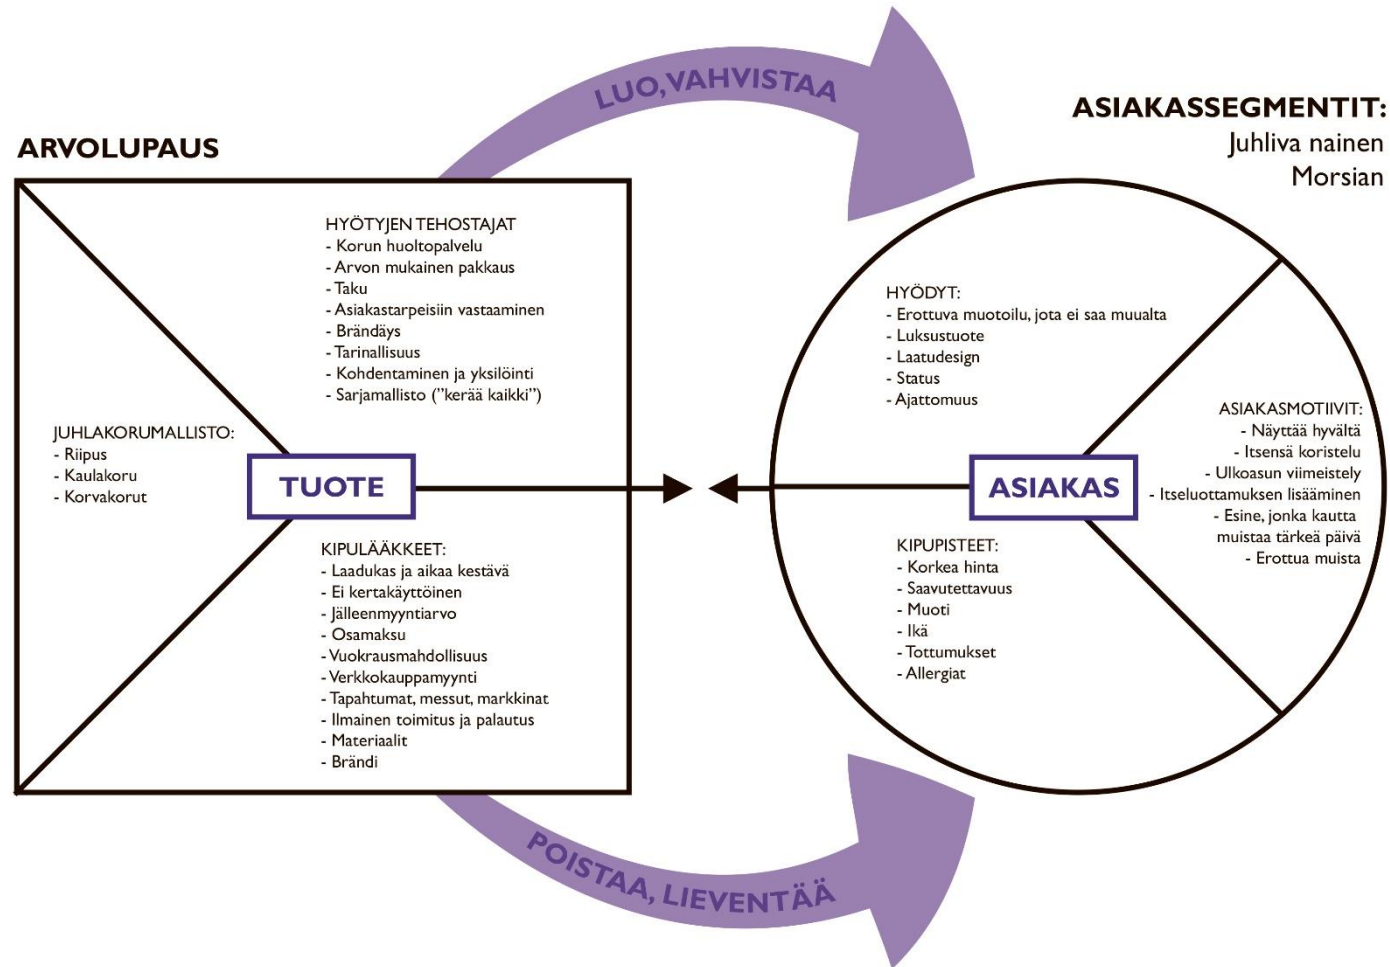 LUO, VAHVISTAA
ASIAKASSEGMENTIT:
Juhliva nainen
Morsian
ARVOLUPAUS
HYÖTYJEN TEHOSTAJAT
- Korun huoltopalvelu
- Arvon mukainen pakkaus
- Taku
- Asiakastarpeisiin vastaaminen
- Brändäys
- Tarinallisuus
- Kohdentaminen ja yksilöinti
- Sarjamallisto (”kerää kaikki”)
JUHLAKORUMALLISTO:
- Riipus
- Kaulakoru
- Korvakorut
TUOTE
KIPULÄÄKKEET:
- Laadukas ja aikaa kestävä
- Ei kertakäyttöinen
- Jälleenmyyntiarvo
- Osamaksu
- Vuokrausmahdollisuus
- Verkkokauppamyynti
- Tapahtumat, messut, markkinat
- Ilmainen toimitus ja palautus
- Materiaalit
- Brändi
HYÖDYT:
- Erottuva muotoilu, jota ei saa muualta
- Luksustuote
- Laatudesign
- Status
- Ajattomuus
ASIAKASMOTIIVIT:
- Näyttää hyvältä
- Itsensä koristelu
- Ulkoasun viimeistely
- Itseluottamuksen lisääminen
- Esine, jonka kautta
muistaa tärkeä päivä
- Erottua muista
ASIAKAS
KIPUPISTEET:
- Korkea hinta
- Saavutettavuus
- Muoti
- Ikä
- Tottumukset
- Allergiat
POISTAA, LIEVENTÄÄ